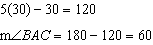 5(30) − 30 = 120
m∠BAC = 180 − 120 = 60